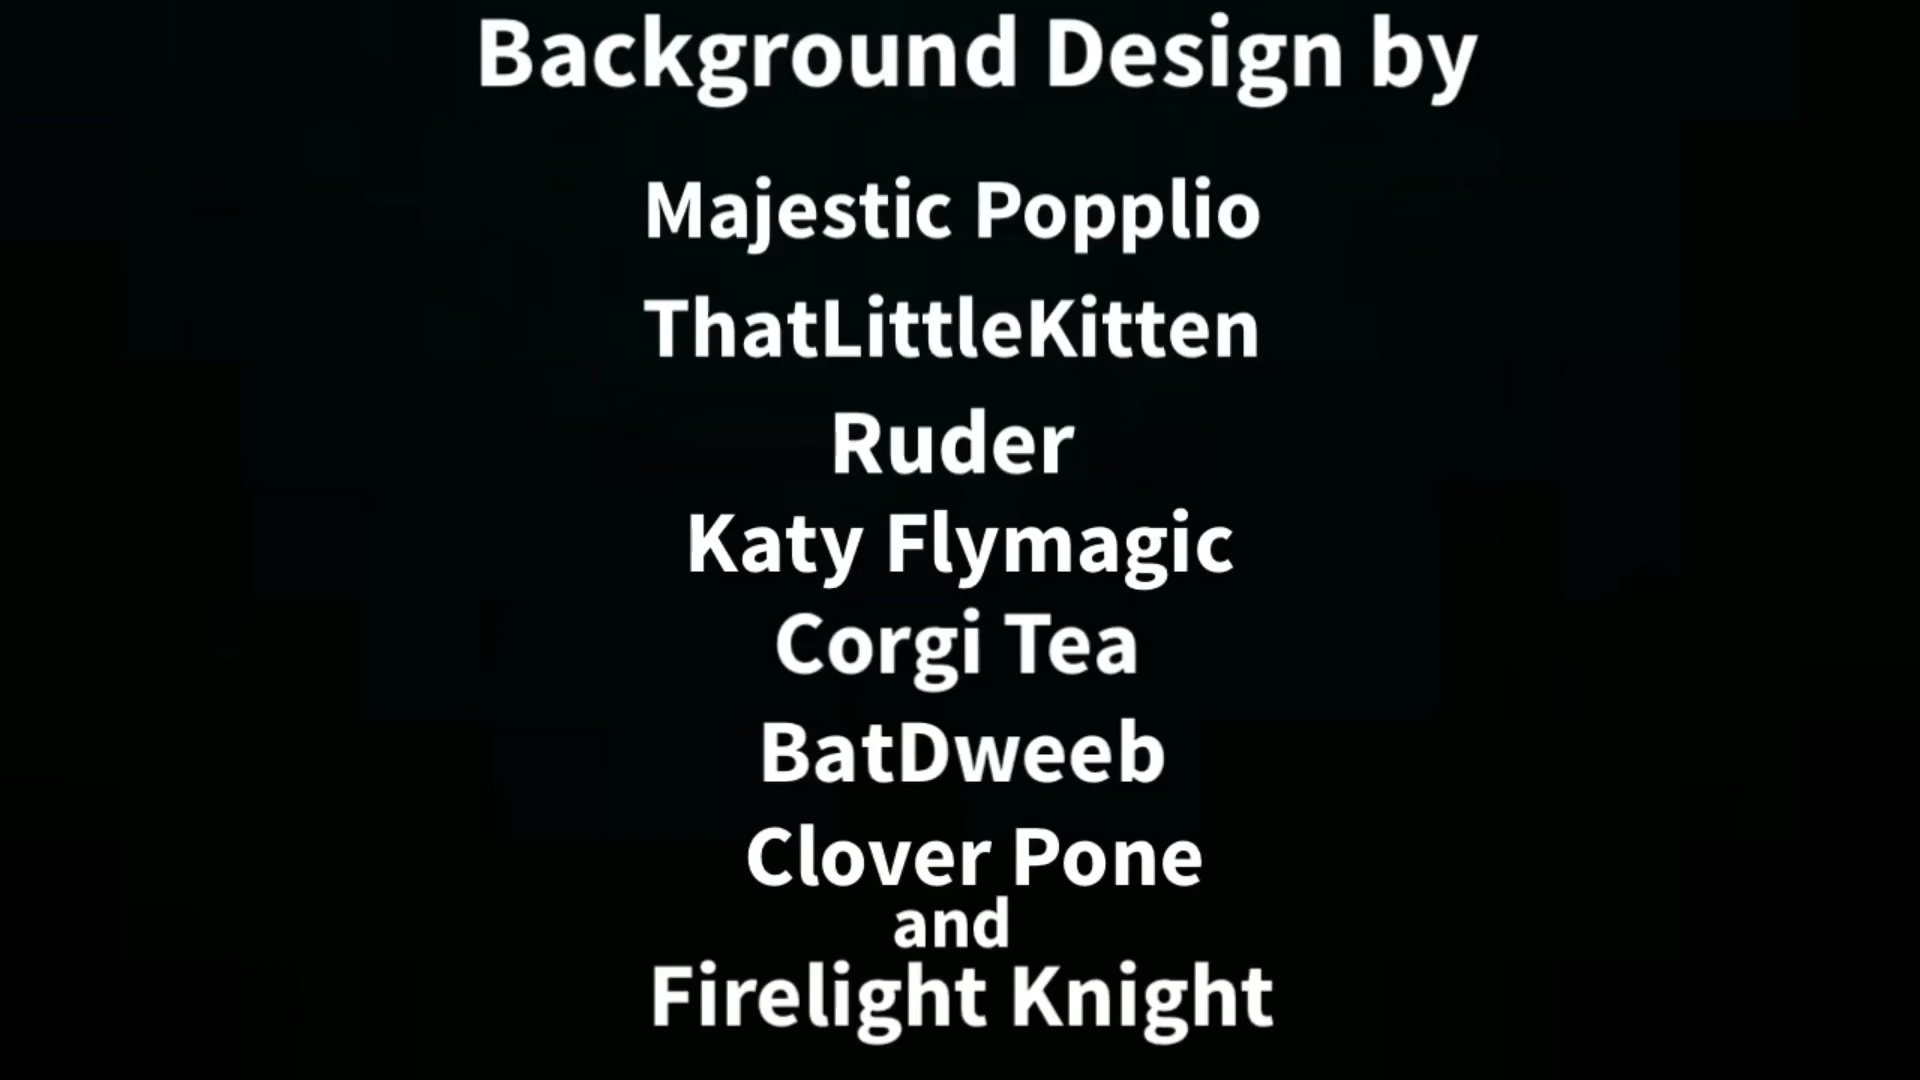 Background Design by
Majestic Popplio
ThatLittleKitten
Ruder
Katy Flymagic
Corgi Tea
BatDweeb
Clover Pone
and
Firelight Knight